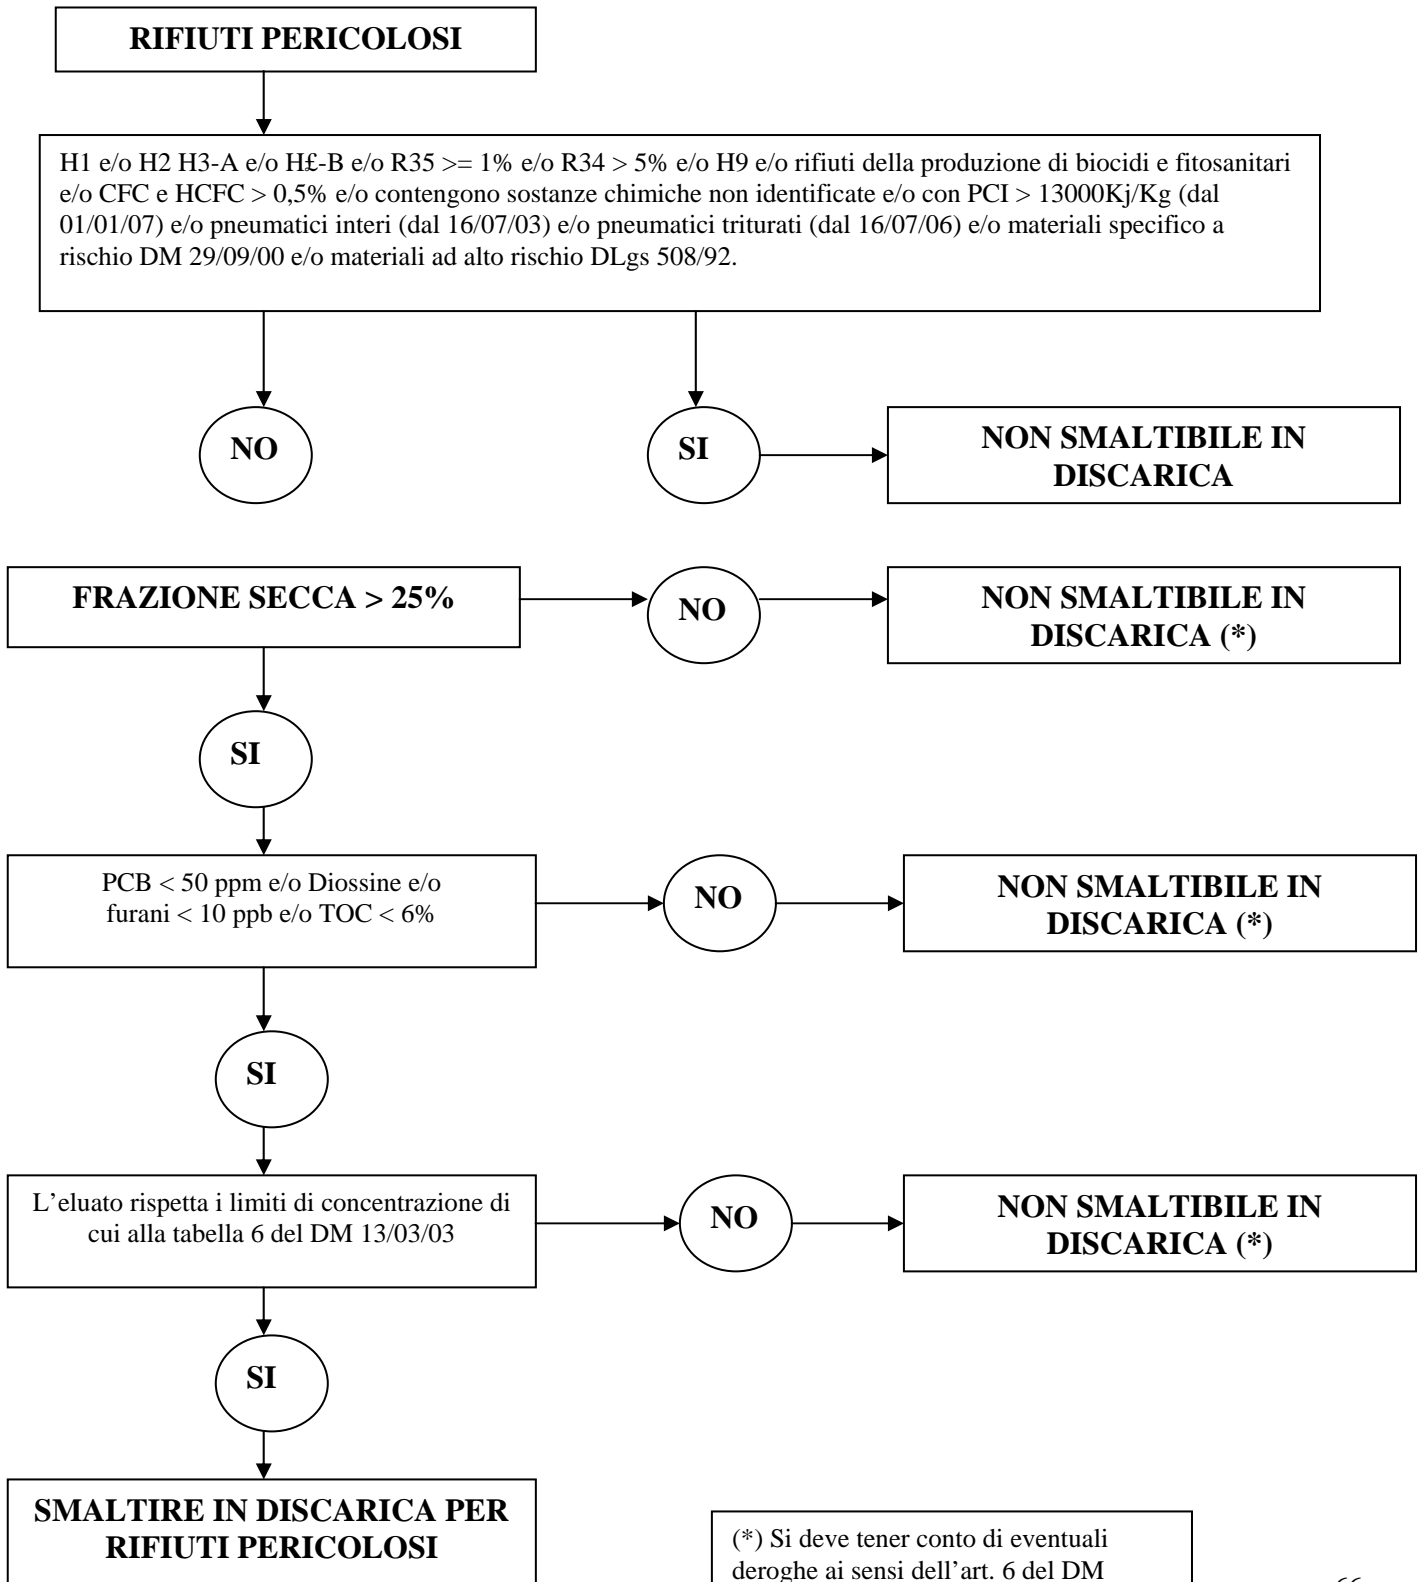 RIFIUTI PERICOLOSI
H1 e/o H2 H3-A e/o H£-B e/o R35 >= 1% e/o R34 > 5% e/o H9 e/o rifiuti della produzione di biocidi e fitosanitari
e/o CFC e HCFC > 0,5% e/o contengono sostanze chimiche non identificate e/o con PCI > 13000Kj/Kg (dal
01/01/07) e/o pneumatici interi (dal 16/07/03) e/o pneumatici triturati (dal 16/07/06) e/o materiali specifico a
rischio DM 29/09/00 e/o materiali ad alto rischio DLgs 508/92.
NO
SI
NON SMALTIBILE IN
DISCARICA
FRAZIONE SECCA > 25%
NO
NON SMALTIBILE IN
DISCARICA (*)
SI
PCB < 50 ppm e/o Diossine e/o
furani < 10 ppb e/o TOC < 6%
NO
NON SMALTIBILE IN
DISCARICA (*)
SI
L'eluato rispetta i limiti di concentrazione di
cui alla tabella 6 del DM 13/03/03
NO
NON SMALTIBILE IN
DISCARICA (*)
SI
SMALTIRE IN DISCARICA PER
RIFIUTI PERICOLOSI
(*) Si deve tener conto di eventuali
deroghe ai sensi dell'art. 6 del DM